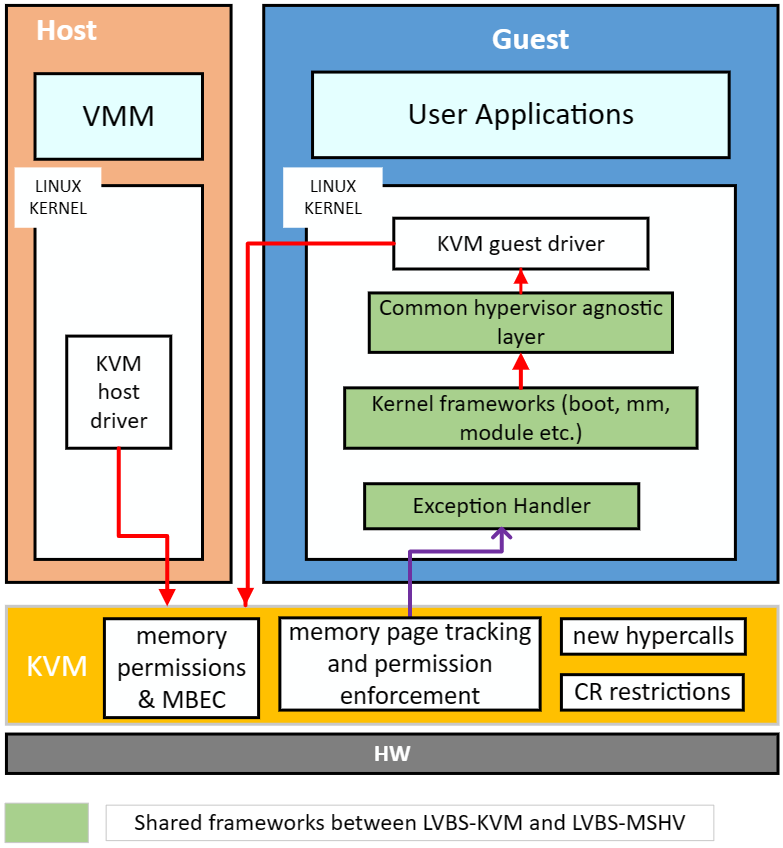 Host
VMM
LINUX
KERNEL
KVM
host
driver
Guest
User Applications
LINUX
KERNEL
KVM guest driver
Common hypervisor agnostic
layer
Kernel frameworks (boot, mm,
module etc.)
Exception Handler
KVM
memory
permissions
& MBEC
memory page tracking
and permission
enforcement
new hypercalls
CR restrictions
HW
Shared frameworks between LVBS-KVM and LVBS-MSHV